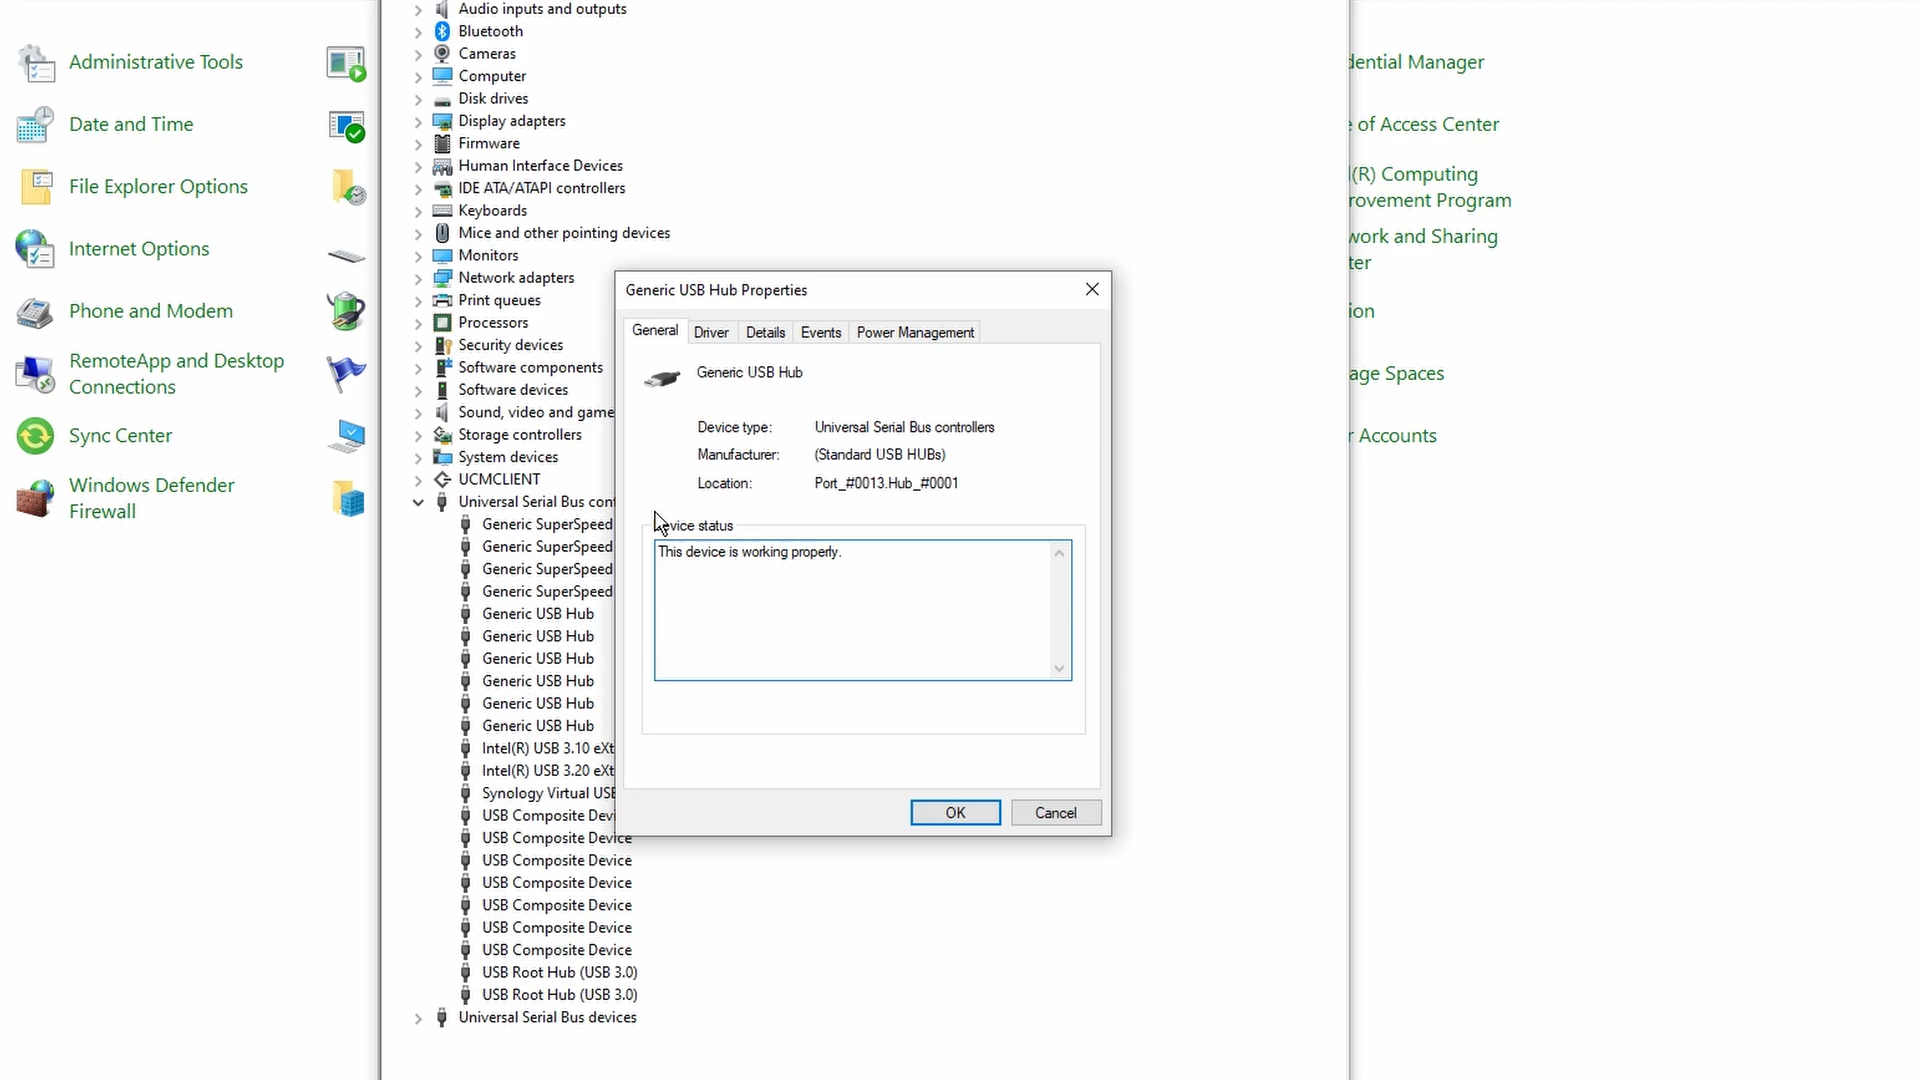 Administrative Tools
Date and Time
File Explorer Options
Internet Options
Phone and Modem
RemoteApp and Desktop
Connections
Sync Center
Windows Defender
Firewall
Audio inputs and outputs
Bluetooth
Cameras
Computer
Disk drives
Display adapters
Firmware
Human Interface Devices
IDE ATA/ATAPI controllers
Keyboards
Mice and other pointing devices
Monitors
Network adapters
Print queues
Processors
Security devices
Software components
Software devices
Sound, video and game
Storage controllers
System devices
UCMCLIENT
Universal Serial Bus cont
Generic SuperSpeed
Generic SuperSpeed
Generic SuperSpeed
Generic SuperSpeed
Generic USB Hub
Generic USB Hub
Generic USB Hub
Generic USB Hub
Generic USB Hub
Generic USB Hub
Intel(R) USB 3.10 eXt
Intel(R) USB 3.20 eXt
Synology Virtual USB
USB Composite Devi
USB Composite Device
USB Composite Device
USB Composite Device
USB Composite Device
USB Composite Device
USB Composite Device
USB Root Hub (USB 3.0)
USB Root Hub (USB 3.0)
Universal Serial Bus devices
Generic USB Hub Properties
General Driver Details Events Power Management
Generic USB Hub
Device type: Universal Serial Bus controllers
Manufacturer: (Standard USB HUBs)
Location: Port_#0013.Hub_#0001
vice status
This device is working properly.
OK Cancel
dential Manager
e of Access Center
l(R) Computing
rovement Program
work and Sharing
ter
ion
age Spaces
r Accounts